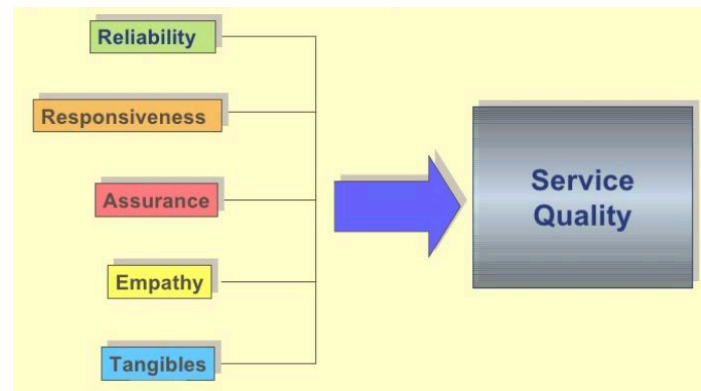 Reliability
Responsiveness
Assurance
Empathy
Tangibles
Service
Quality